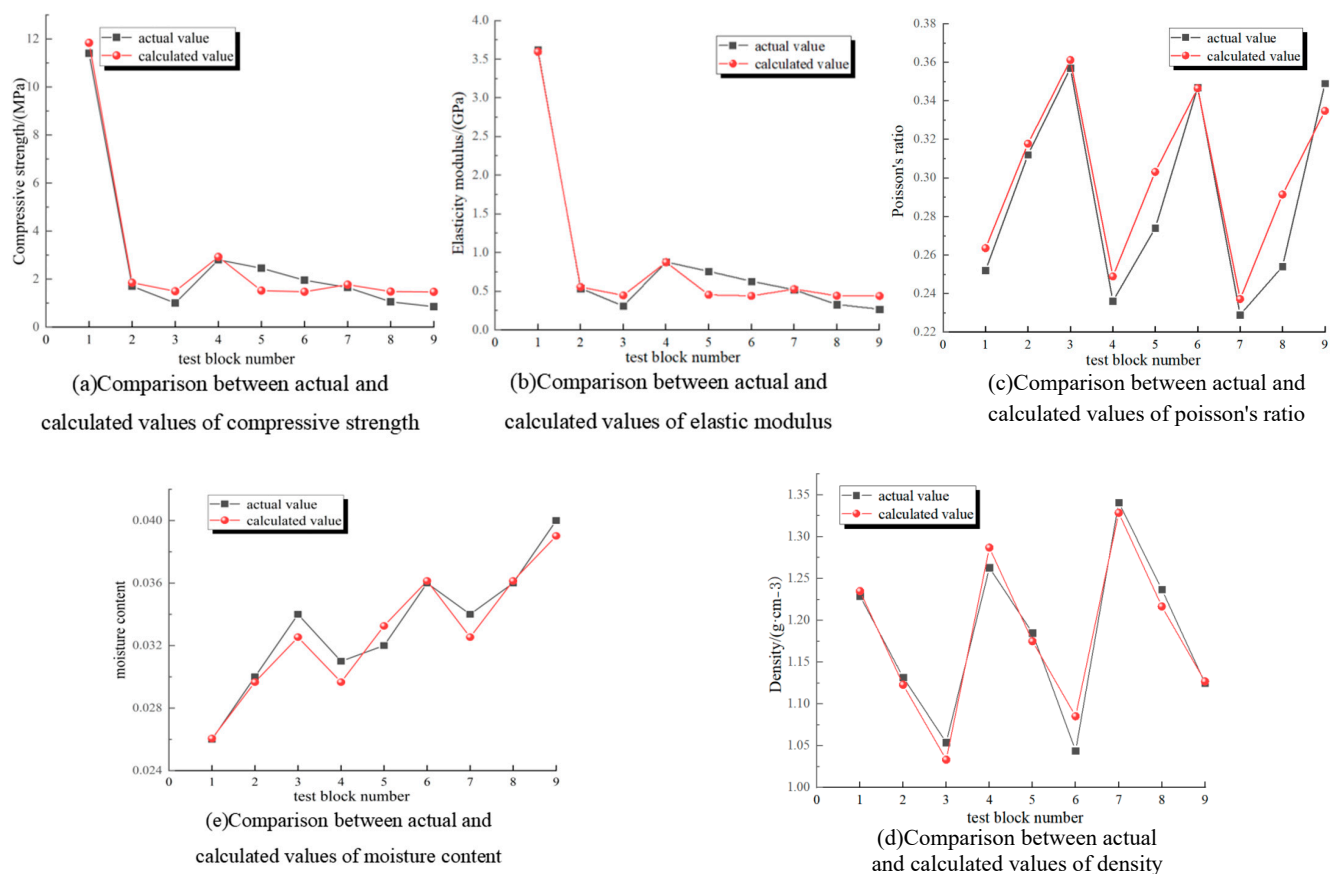 actual value
calculated value
12
10
8
6
4
2
0
Compressive strength/(MPa)
0 1 2 3 4 5 6 7 8 9
test block number
(a)Comparison between actual and
calculated values of compressive strength
actual value
calculated value
4.0
3.5
3.0
2.5
2.0
1.5
1.0
0.5
0.0
Elasticity modulus/(GPa)
0 1 2 3 4 5 6 7 8 9
test block number
(b)Comparison between actual and
calculated values of elastic modulus
actual value
calculated value
0.38
0.36
0.34
0.32
0.30
0.28
0.26
0.24
0.22
Poisson's ratio
0 1 2 3 4 5 6 7 8 9
test block number
(c)Comparison between actual and
calculated values of poisson's ratio
actual value
calculated value
0.040
0.036
0.032
0.028
0.024
moisture content
0 1 2 3 4 5 6 7 8 9
test block number
(e)Comparison between actual and
calculated values of moisture content
actual value
calculated value
1.35
1.30
1.25
1.20
1.15
1.10
1.05
1.00
Density/(g·cm-3)
0 1 2 3 4 5 6 7 8 9
test block number
(d)Comparison between actual
and calculated values of density